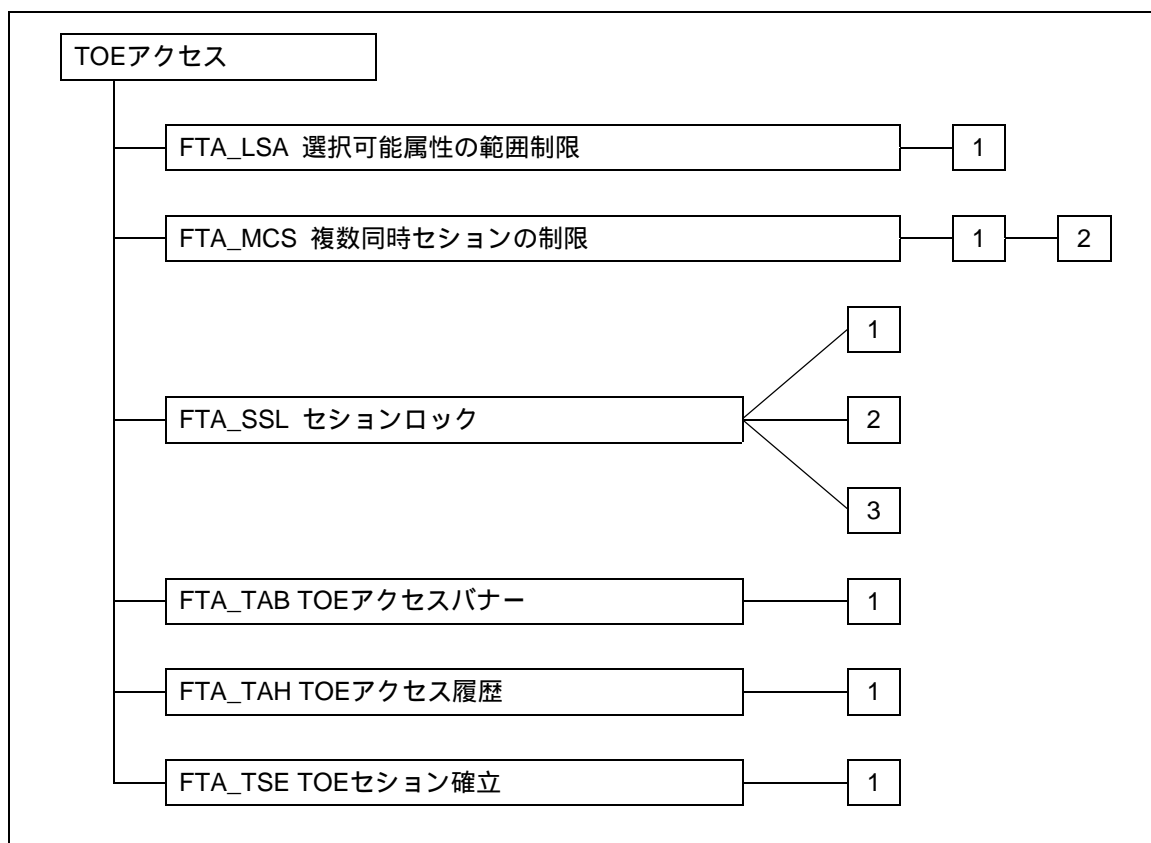 TOEアクセス
FTA_LSA 選択可能属性の範囲制限 1
FTA_MCS 複数同時セションの制限 1 2
1
FTA_SSL セションロック 2
3
FTA_TAB TOEアクセスバナー 1
FTA_TAH TOEアクセス履歴 1
FTA_TSE TOEセション確立 1